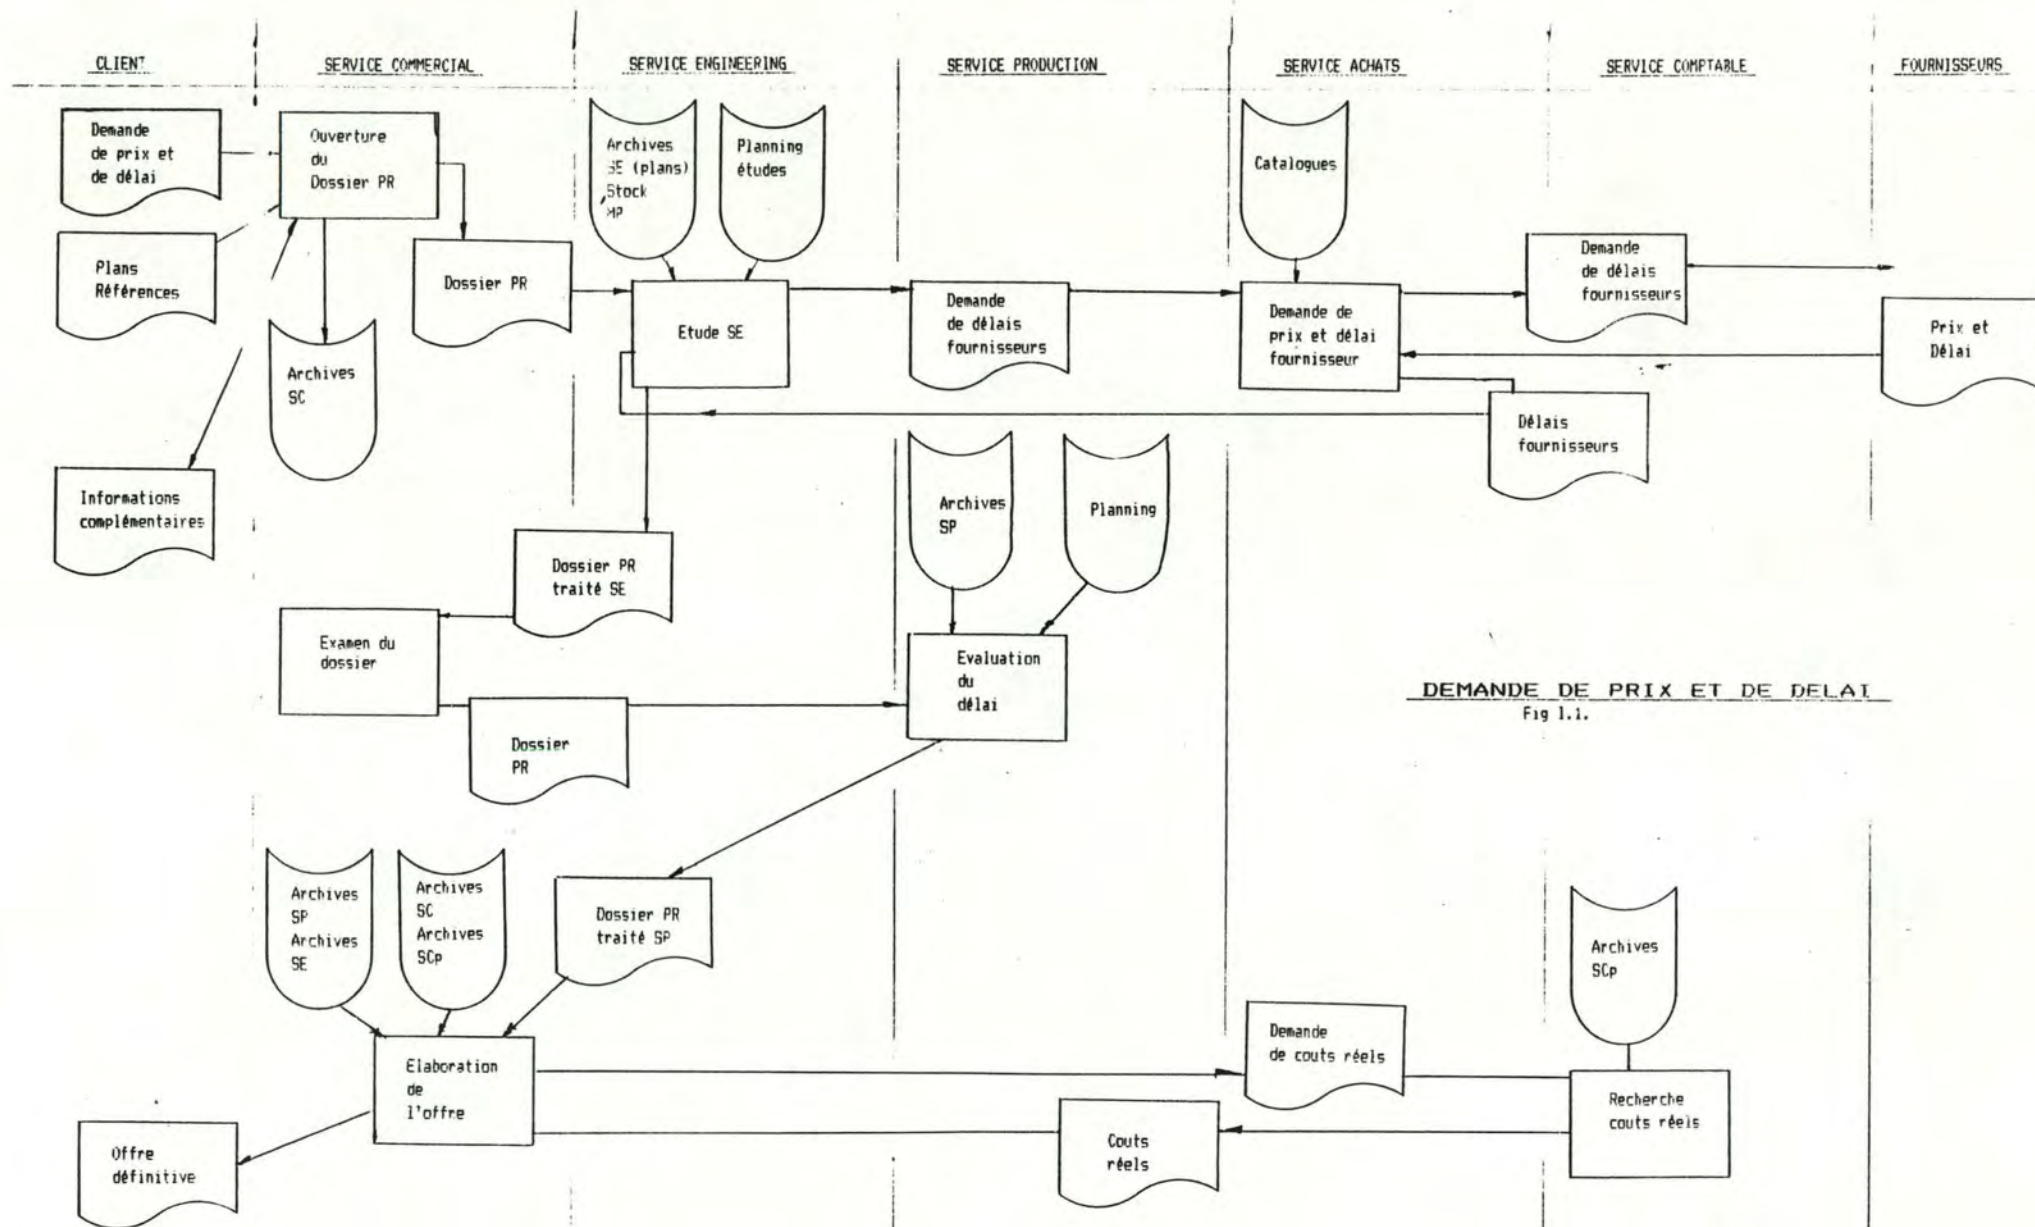 CLIENT
SERVICE COMMERCIAL
SERVICE ENGINEERING
SERVICE PRODUCTION
SERVICE ACHATS
SERVICE COMPTABLE
FOURNISSEURS
Demande
de prix et
de délai
Ouverture
du
Dossier PR
Archives
SE (plans)
Stock
MP
Planning
études
Catalogues
Plans
Références
Dossier PR
Etude SE
Demande
de délais
fournisseurs
Demande de
prix et délai
fournisseur
Demande
de délais
fournisseurs
Prix et
Délai
Archives
SC
Délais
fournisseurs
Informations
complémentaires
Archives
SP
Planning
Dossier PR
traité SE
Examen du
dossier
Evaluation
du
délai
DEMANDE DE PRIX ET DE DELAI
Fig 1.1.
Dossier
PR
Archives
SP
Archives
SE
Archives
SC
Archives
SCp
Dossier PR
traité SP
Archives
SCp
Elaboration
de
l'offre
Demande
de couts réels
Recherche
couts réels
Couts
réels
Offre
définitive